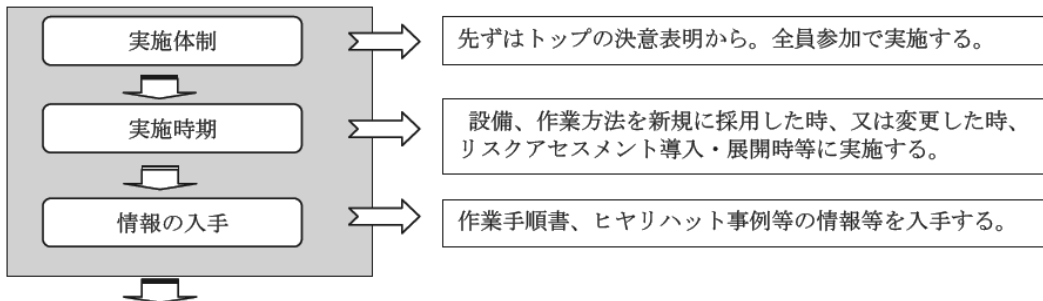 実施体制
先ずはトップの決意表明から。全員参加で実施する。
実施時期
設備、作業方法を新規に採用した時、又は変更した時、
リスクアセスメント導入・展開時等に実施する。
情報の入手
作業手順書、ヒヤリハット事例等の情報等を入手する。